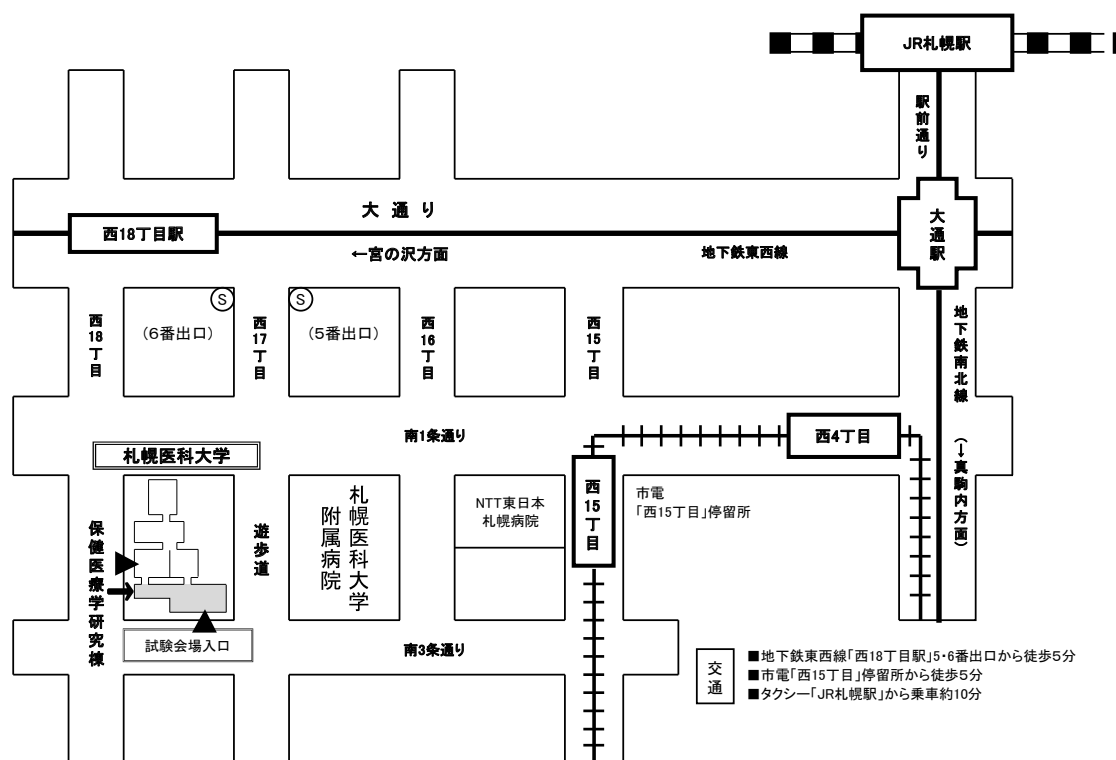 JR札幌駅
駅前通り
大通り
西18丁目駅
大通駅
←宮の沢方面
地下鉄東西線
S
S
西18丁目
(6番出口)
西17丁目
(5番出口)
西16丁目
西15丁目
地下鉄南北線
(→真駒内方面)
南1条通り
西4丁目
札幌医科大学
保健医療学研究棟
遊歩道
札幌医科大学
附属病院
NTT東日本
札幌病院
西15丁目
市電
「西15丁目」停留所
試験会場入口
南3条通り
交通
■地下鉄東西線「西18丁目駅」5・6番出口から徒歩5分
■市電「西15丁目」停留所から徒歩5分
■タクシー「JR札幌駅」から乗車約10分